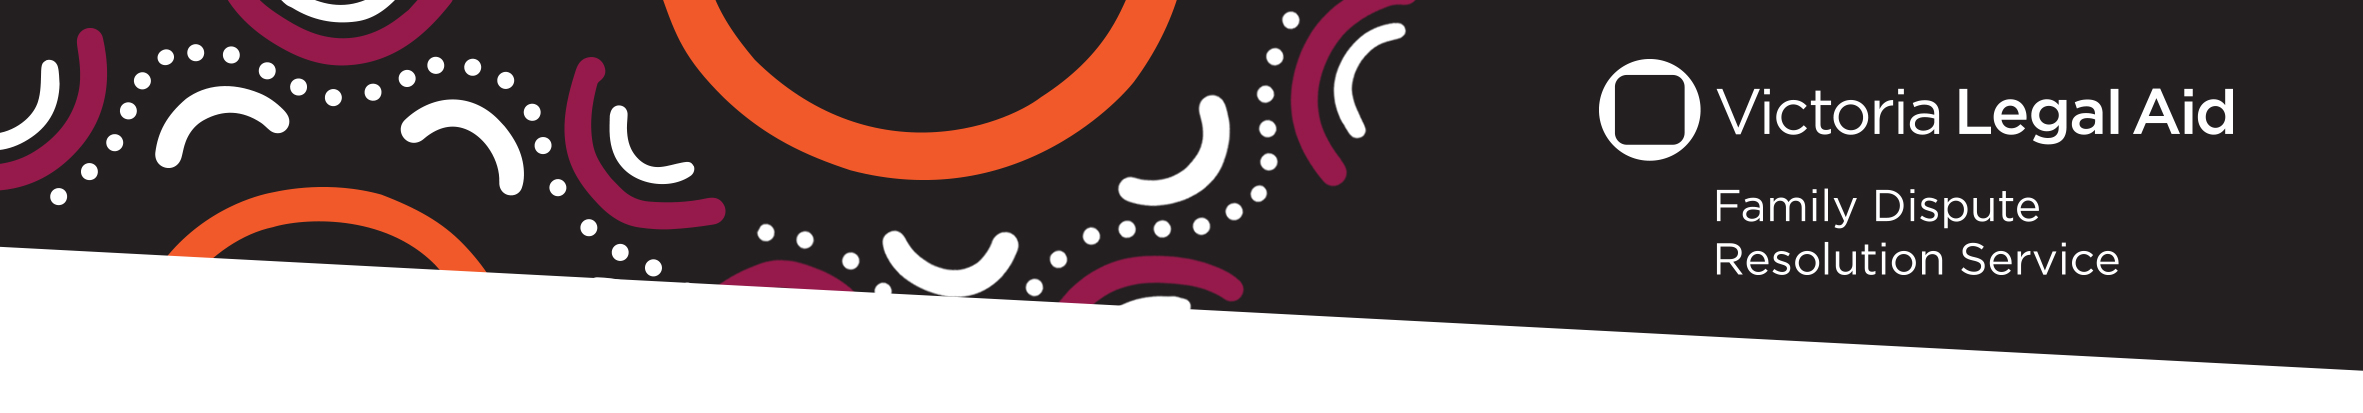 Victoria Legal Aid
Family Dispute
Resolution Service